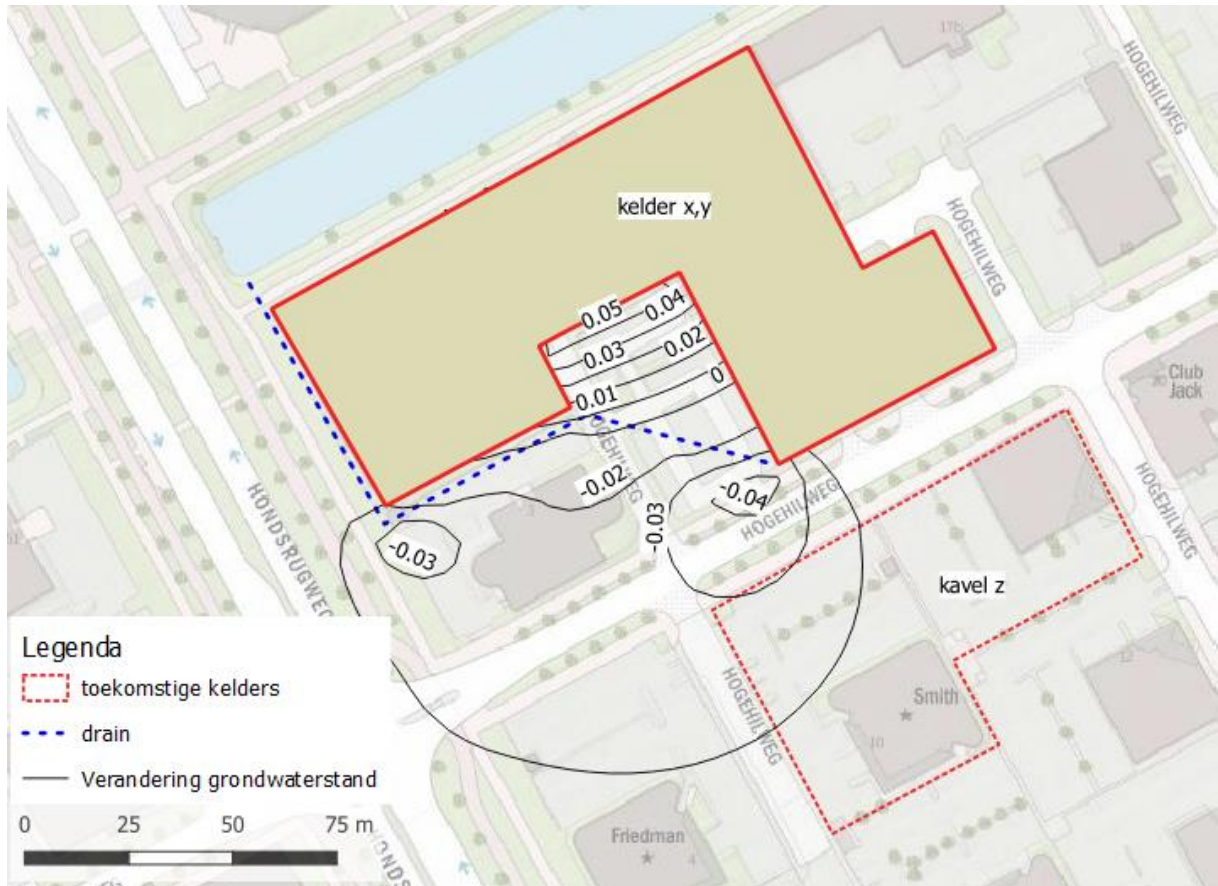 17b
HOGEHILWEG
kelder x,y
HOGEHILWEG
0.05
0.04
0.03
0.02
0.01
0
Club
Jack
-0.02
-0.04
-0.03
-0.03
HOGEHILWEG
HONDSRUGWEG
HOGEHILWEG
kavel z
12
Smith
10
HOGEHILWEG
Friedman
4
Legenda
toekomstige kelders
drain
Verandering grondwaterstand
0 25 50 75 m